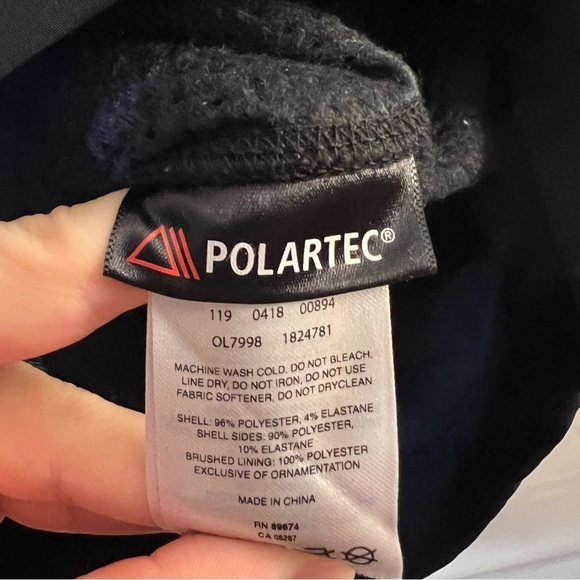 POLARTEC®
119 0418 00894
OL7998 1824781
MACHINE WASH COLD. DO NOT BLEACH,
LINE DRY, DO NOT IRON, DO NOT USE
FABRIC SOFTENER, DO NOT DRYCLEAN
SHELL: 96% POLYESTER, 4% ELASTANE
SHELL SIDES: 90% POLYESTER,
10% ELASTANE
BRUSHED LINING: 100% POLYESTER
EXCLUSIVE OF ORNAMENTATION
MADE IN CHINA
RN 89674
CA 08267